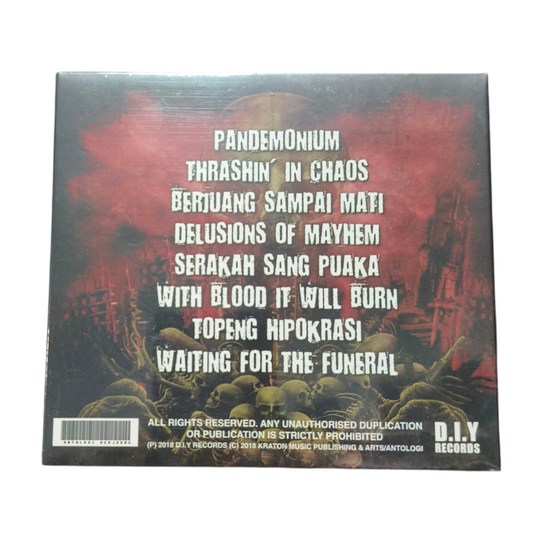 PANDEMONIUM
THRASHIN' IN CHAOS
BERJUANG SAMPAI MATI
DELUSIONS OF MAYHEM
SERAKAH SANG PUAKA
WITH BLOOD IT WILL BURN
TOPENG HIPOKRASI
WAITING FOR THE FUNERAL
ALL RIGHTS RESERVED. ANY UNAUTHORISED DUPLICATION
OR PUBLICATION IS STRICTLY PROHIBITED
(P) 2018 D.I.Y RECORDS (C) 2018 KRATON MUSIC PUBLISHING & ARTS/ANTOLOGI
D.I.Y
RECORDS